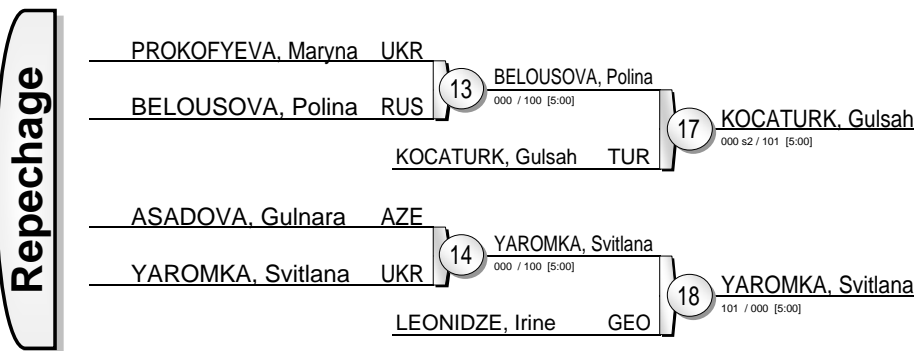 Repechage
PROKOFYEVA, Maryna UKR
BELOUSOVA, Polina RUS
13
BELOUSOVA, Polina
000 / 100 [5:00]
KOCATURK, Gulsah TUR
17
KOCATURK, Gulsah
000 s2 / 101 [5:00]
ASADOVA, Gulnara AZE
YAROMKA, Svitlana UKR
14
YAROMKA, Svitlana
000 / 100 [5:00]
LEONIDZE, Irine GEO
18
YAROMKA, Svitlana
101 / 000 [5:00]